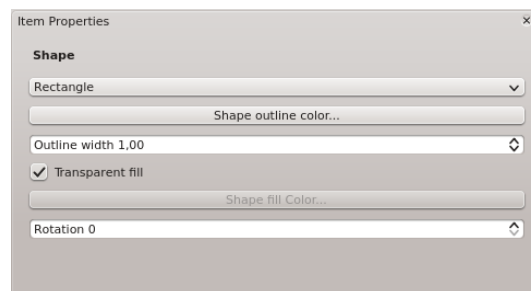 Item Properties
Shape
Rectangle
Shape outline color...
Outline width 1,00
Transparent fill
Shape fill Color...
Rotation 0